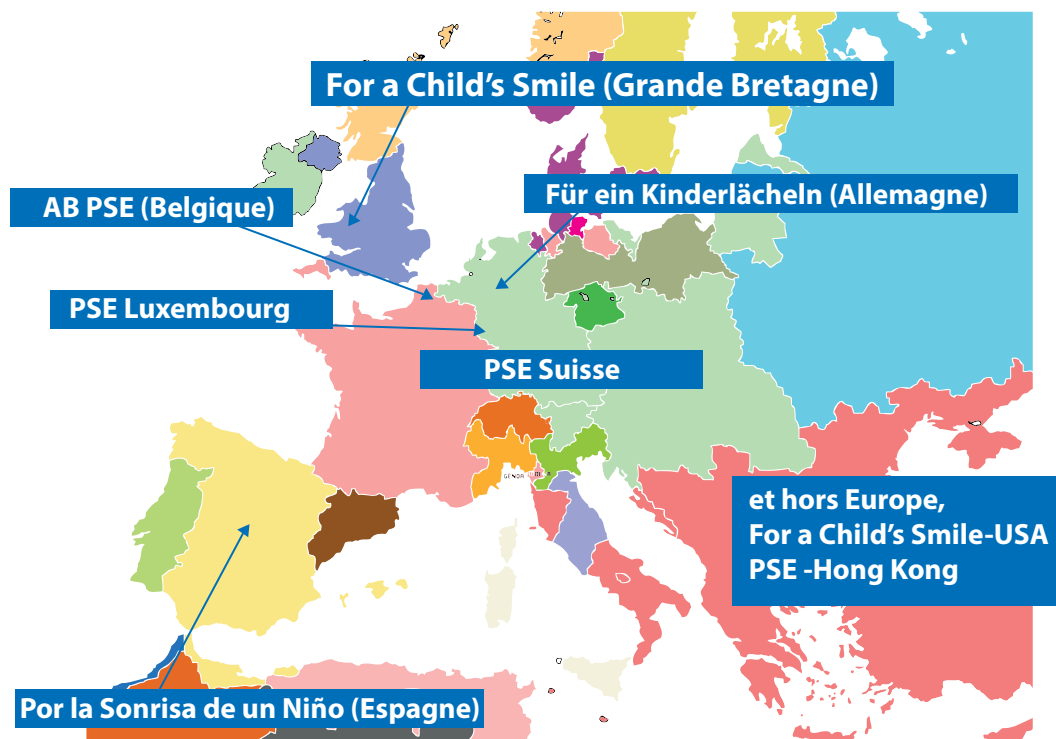 For a Child's Smile (Grande Bretagne)
Für ein Kinderlächeln (Allemagne)
AB PSE (Belgique)
PSE Luxembourg
PSE Suisse
et hors Europe,
For a Child's Smile-USA
PSE -Hong Kong
Por la Sonrisa de un Niño (Espagne)